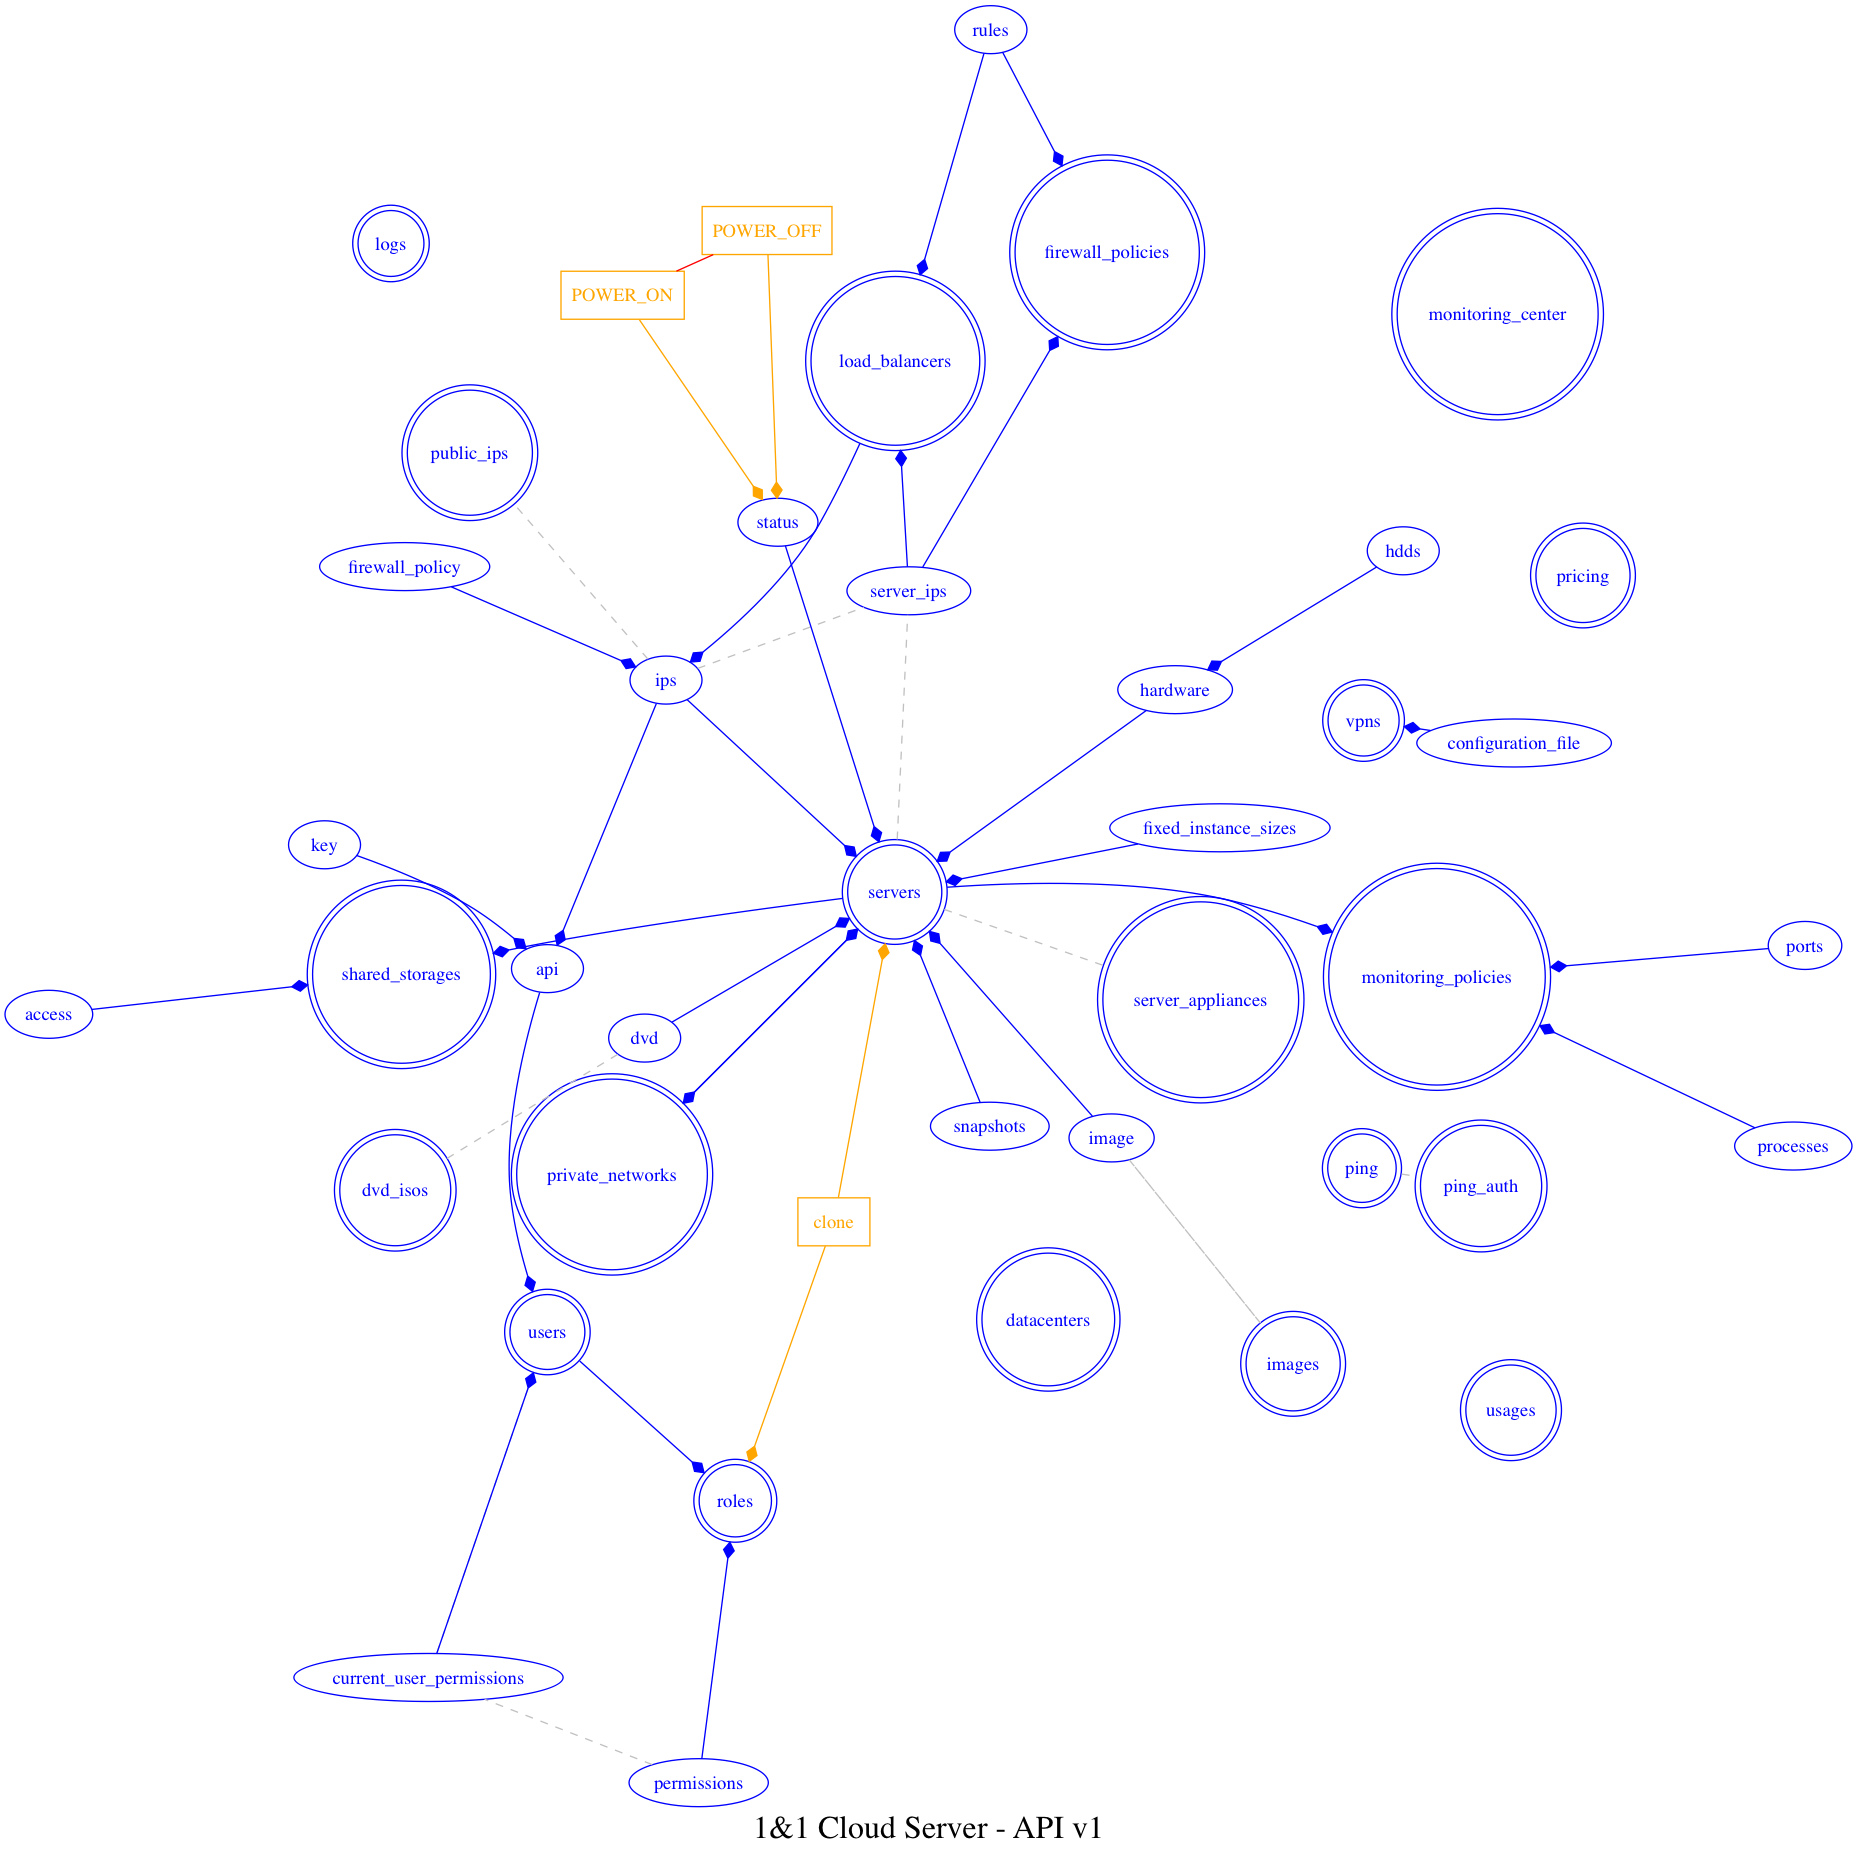 rules
POWER_OFF
logs
firewall_policies
POWER_ON
monitoring_center
load_balancers
public_ips
status
hdds
firewall_policy
pricing
server_ips
ips
hardware
vpns
configuration_file
fixed_instance_sizes
key
servers
ports
api
shared_storages
monitoring_policies
server_appliances
access
dvd
snapshots
image
processes
ping
private_networks
ping_auth
dvd_isos
clone
datacenters
users
images
usages
roles
current_user_permissions
permissions
1&1 Cloud Server - API v1